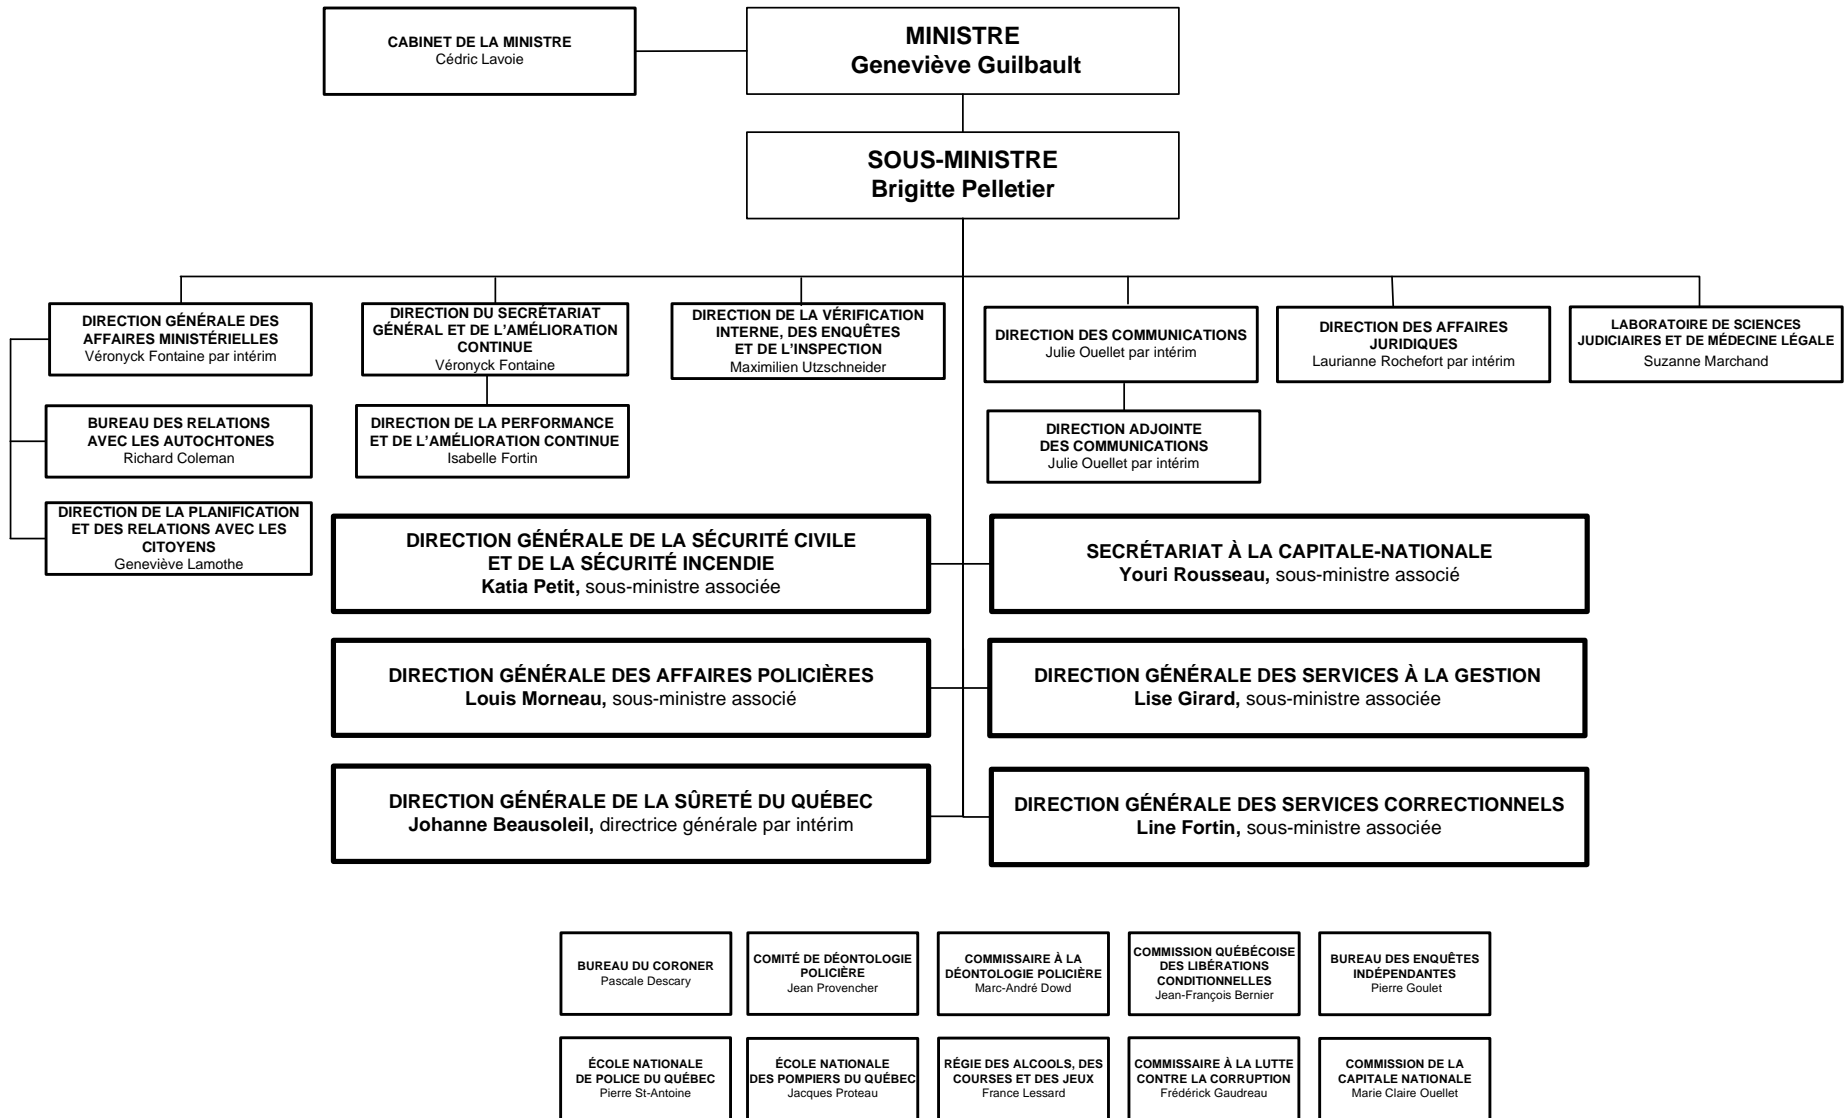 CABINET DE LA MINISTRE
Cédric Lavoie
MINISTRE
Geneviève Guilbault
SOUS-MINISTRE
Brigitte Pelletier
DIRECTION GÉNÉRALE DES
AFFAIRES MINISTÉRIELLES
Véronyck Fontaine par intérim
DIRECTION DU SECRÉTARIAT
GÉNÉRAL ET DE L'AMÉLIORATION
CONTINUE
Véronyck Fontaine
DIRECTION DE LA VÉRIFICATION
INTERNE, DES ENQUÊTES
ET DE L'INSPECTION
Maximilien Utzschneider
DIRECTION DES COMMUNICATIONS
Julie Ouellet par intérim
DIRECTION DES AFFAIRES
JURIDIQUES
Laurianne Rochefort par intérim
LABORATOIRE DE SCIENCES
JUDICIAIRES ET DE MÉDECINE LÉGALE
Suzanne Marchand
BUREAU DES RELATIONS
AVEC LES AUTOCHTONES
Richard Coleman
DIRECTION DE LA PERFORMANCE
ET DE L'AMÉLIORATION CONTINUE
Isabelle Fortin
DIRECTION ADJOINTE
DES COMMUNICATIONS
Julie Ouellet par intérim
DIRECTION DE LA PLANIFICATION
ET DES RELATIONS AVEC LES
CITOYENS
Geneviève Lamothe
DIRECTION GÉNÉRALE DE LA SÉCURITÉ CIVILE
ET DE LA SÉCURITÉ INCENDIE
Katia Petit, sous-ministre associée
SECRÉTARIAT À LA CAPITALE-NATIONALE
Youri Rousseau, sous-ministre associé
DIRECTION GÉNÉRALE DES AFFAIRES POLICIÈRES
Louis Morneau, sous-ministre associé
DIRECTION GÉNÉRALE DES SERVICES À LA GESTION
Lise Girard, sous-ministre associée
DIRECTION GÉNÉRALE DE LA SÛRETÉ DU QUÉBEC
Johanne Beausoleil, directrice générale par intérim
DIRECTION GÉNÉRALE DES SERVICES CORRECTIONNELS
Line Fortin, sous-ministre associée
BUREAU DU CORONER
Pascale Descary
COMITÉ DE DÉONTOLOGIE
POLICIÈRE
Jean Provencher
COMMISSAIRE À LA
DÉONTOLOGIE POLICIÈRE
Marc-André Dowd
COMMISSION QUÉBÉCOISE
DES LIBÉRATIONS
CONDITIONNELLES
Jean-François Bernier
BUREAU DES ENQUÊTES
INDÉPENDANTES
Pierre Goulet
ÉCOLE NATIONALE
DE POLICE DU QUÉBEC
Pierre St-Antoine
ÉCOLE NATIONALE
DES POMPIERS DU QUÉBEC
Jacques Proteau
RÉGIE DES ALCOOLS, DES
COURSES ET DES JEUX
France Lessard
COMMISSAIRE À LA LUTTE
CONTRE LA CORRUPTION
Frédérick Gaudreau
COMMISSION DE LA
CAPITALE NATIONALE
Marie Claire Ouellet